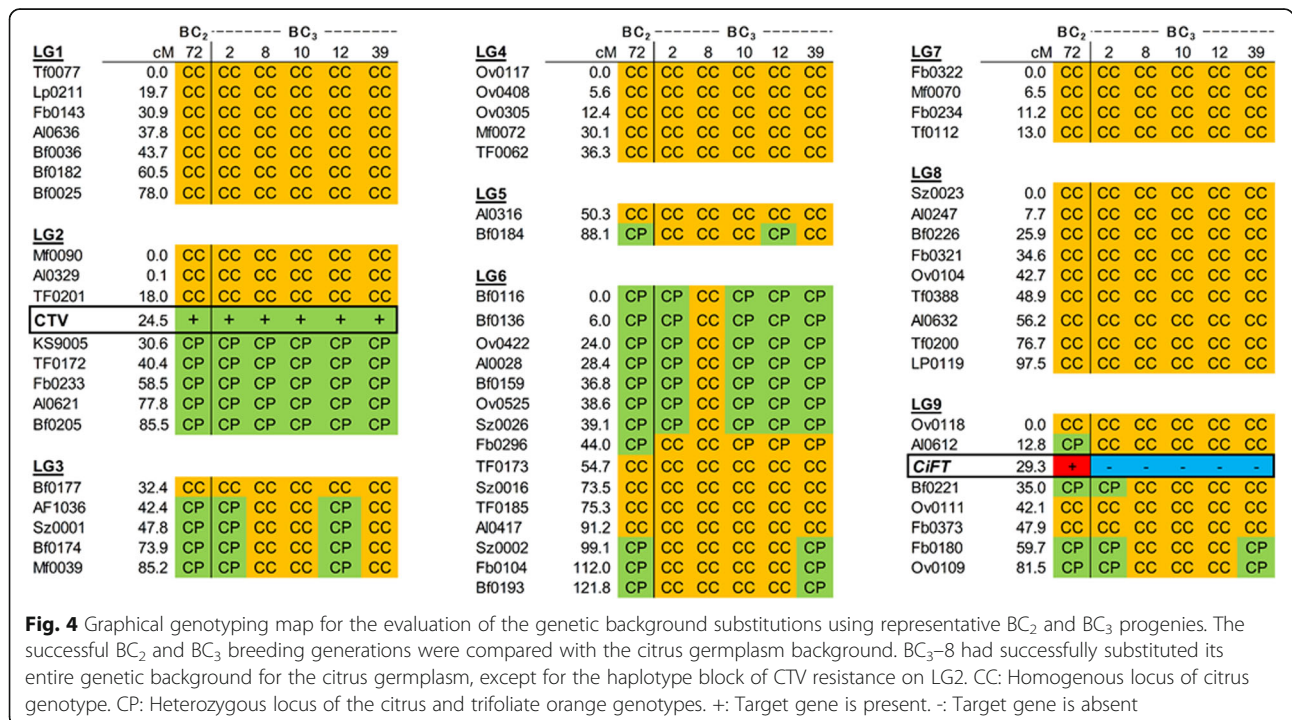 BC2 -------- BC3 --------
LG1 cM 72 2 8 10 12 39
Tf0077 0.0 CC CC CC CC CC CC
Lp0211 19.7 CC CC CC CC CC CC
Fb0143 30.9 CC CC CC CC CC CC
Al0636 37.8 CC CC CC CC CC CC
Bf0036 43.7 CC CC CC CC CC CC
Bf0182 60.5 CC CC CC CC CC CC
Bf0025 78.0 CC CC CC CC CC CC
LG2
Mf0090 0.0 CC CC CC CC CC CC
Al0329 0.1 CC CC CC CC CC CC
TF0201 18.0 CC CC CC CC CC CC
CTV 24.5 + + + + + +
KS9005 30.6 CP CP CP CP CP CP
TF0172 40.4 CP CP CP CP CP CP
Fb0233 58.5 CP CP CP CP CP CP
Al0621 77.8 CP CP CP CP CP CP
Bf0205 85.5 CP CP CP CP CP CP
LG3
Bf0177 32.4 CC CC CC CC CC CC
AF1036 42.4 CP CP CC CC CP CC
Sz0001 47.8 CP CP CC CC CP CC
Bf0174 73.9 CP CP CC CC CP CC
Mf0039 85.2 CP CP CC CC CP CC
BC2 -------- BC3 --------
LG4 cM 72 2 8 10 12 39
Ov0117 0.0 CC CC CC CC CC CC
Ov0408 5.6 CC CC CC CC CC CC
Ov0305 12.4 CC CC CC CC CC CC
Mf0072 30.1 CC CC CC CC CC CC
TF0062 36.3 CC CC CC CC CC CC
LG5
Al0316 50.3 CC CC CC CC CC CC
Bf0184 88.1 CP CC CC CC CP CC
LG6
Bf0116 0.0 CP CP CC CP CP CP
Bf0136 6.0 CP CP CC CP CP CP
Ov0422 24.0 CP CP CC CP CP CP
Al0028 28.4 CP CP CC CP CP CP
Bf0159 36.8 CP CP CC CP CP CP
Ov0525 38.6 CP CP CC CP CP CP
Sz0026 39.1 CP CP CC CP CP CP
Fb0296 44.0 CP CC CC CP CP CP
TF0173 54.7 CC CC CC CC CC CC
Sz0016 73.5 CC CC CC CC CC CC
TF0185 75.3 CC CC CC CC CC CC
Al0417 91.2 CC CC CC CC CC CC
Sz0002 99.1 CP CC CC CC CC CP
Fb0104 112.0 CP CC CC CC CC CP
Bf0193 121.8 CP CC CC CC CC CP
BC2 -------- BC3 --------
LG7 cM 72 2 8 10 12 39
Fb0322 0.0 CC CC CC CC CC CC
Mf0070 6.5 CC CC CC CC CC CC
Fb0234 11.2 CC CC CC CC CC CC
Tf0112 13.0 CC CC CC CC CC CC
LG8
Sz0023 0.0 CC CC CC CC CC CC
Al0247 7.7 CC CC CC CC CC CC
Bf0226 25.9 CC CC CC CC CC CC
Fb0321 34.6 CC CC CC CC CC CC
Ov0104 42.7 CC CC CC CC CC CC
Tf0388 48.9 CC CC CC CC CC CC
Al0632 56.2 CC CC CC CC CC CC
Tf0200 76.7 CC CC CC CC CC CC
LP0119 97.5 CC CC CC CC CC CC
LG9
Ov0118 0.0 CC CC CC CC CC CC
Al0612 12.8 CP CC CC CC CC CC
CiFT 29.3 + - - - - -
Bf0221 35.0 CP CP CC CC CC CC
Ov0111 42.1 CC CC CC CC CC CC
Fb0373 47.9 CC CC CC CC CC CC
Fb0180 59.7 CP CP CC CC CC CP
Ov0109 81.5 CP CP CC CC CC CP
Fig. 4 Graphical genotyping map for the evaluation of the genetic background substitutions using representative BC2 and BC3 progenies. The
successful BC2 and BC3 breeding generations were compared with the citrus germplasm background. BC3–8 had successfully substituted its
entire genetic background for the citrus germplasm, except for the haplotype block of CTV resistance on LG2. CC: Homogenous locus of citrus
genotype. CP: Heterozygous locus of the citrus and trifoliate orange genotypes. +: Target gene is present. -: Target gene is absent